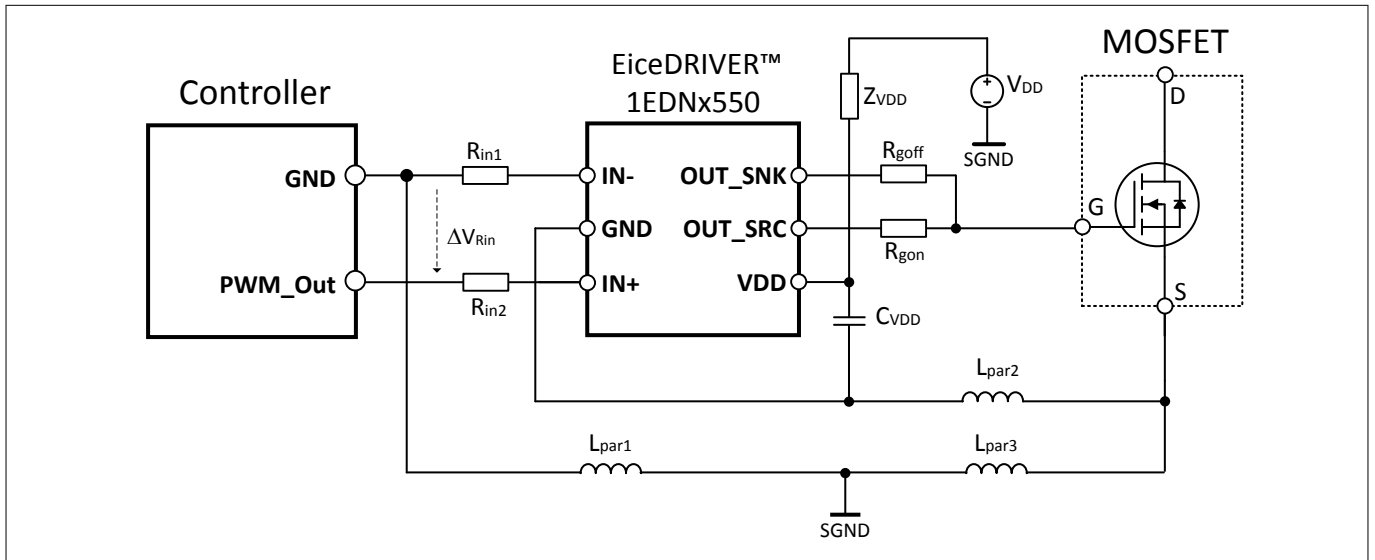 Controller
EiceDRIVER™
1EDNx550
MOSFET
GND
PWM_Out
Rin1
ΔVRin
Rin2
IN-
GND
IN+
OUT_SNK
OUT_SRC
VDD
ZVDD
+
VDD
−
SGND
Rgoff
Rgon
CVDD
D
G
S
Lpar2
Lpar1
Lpar3
SGND